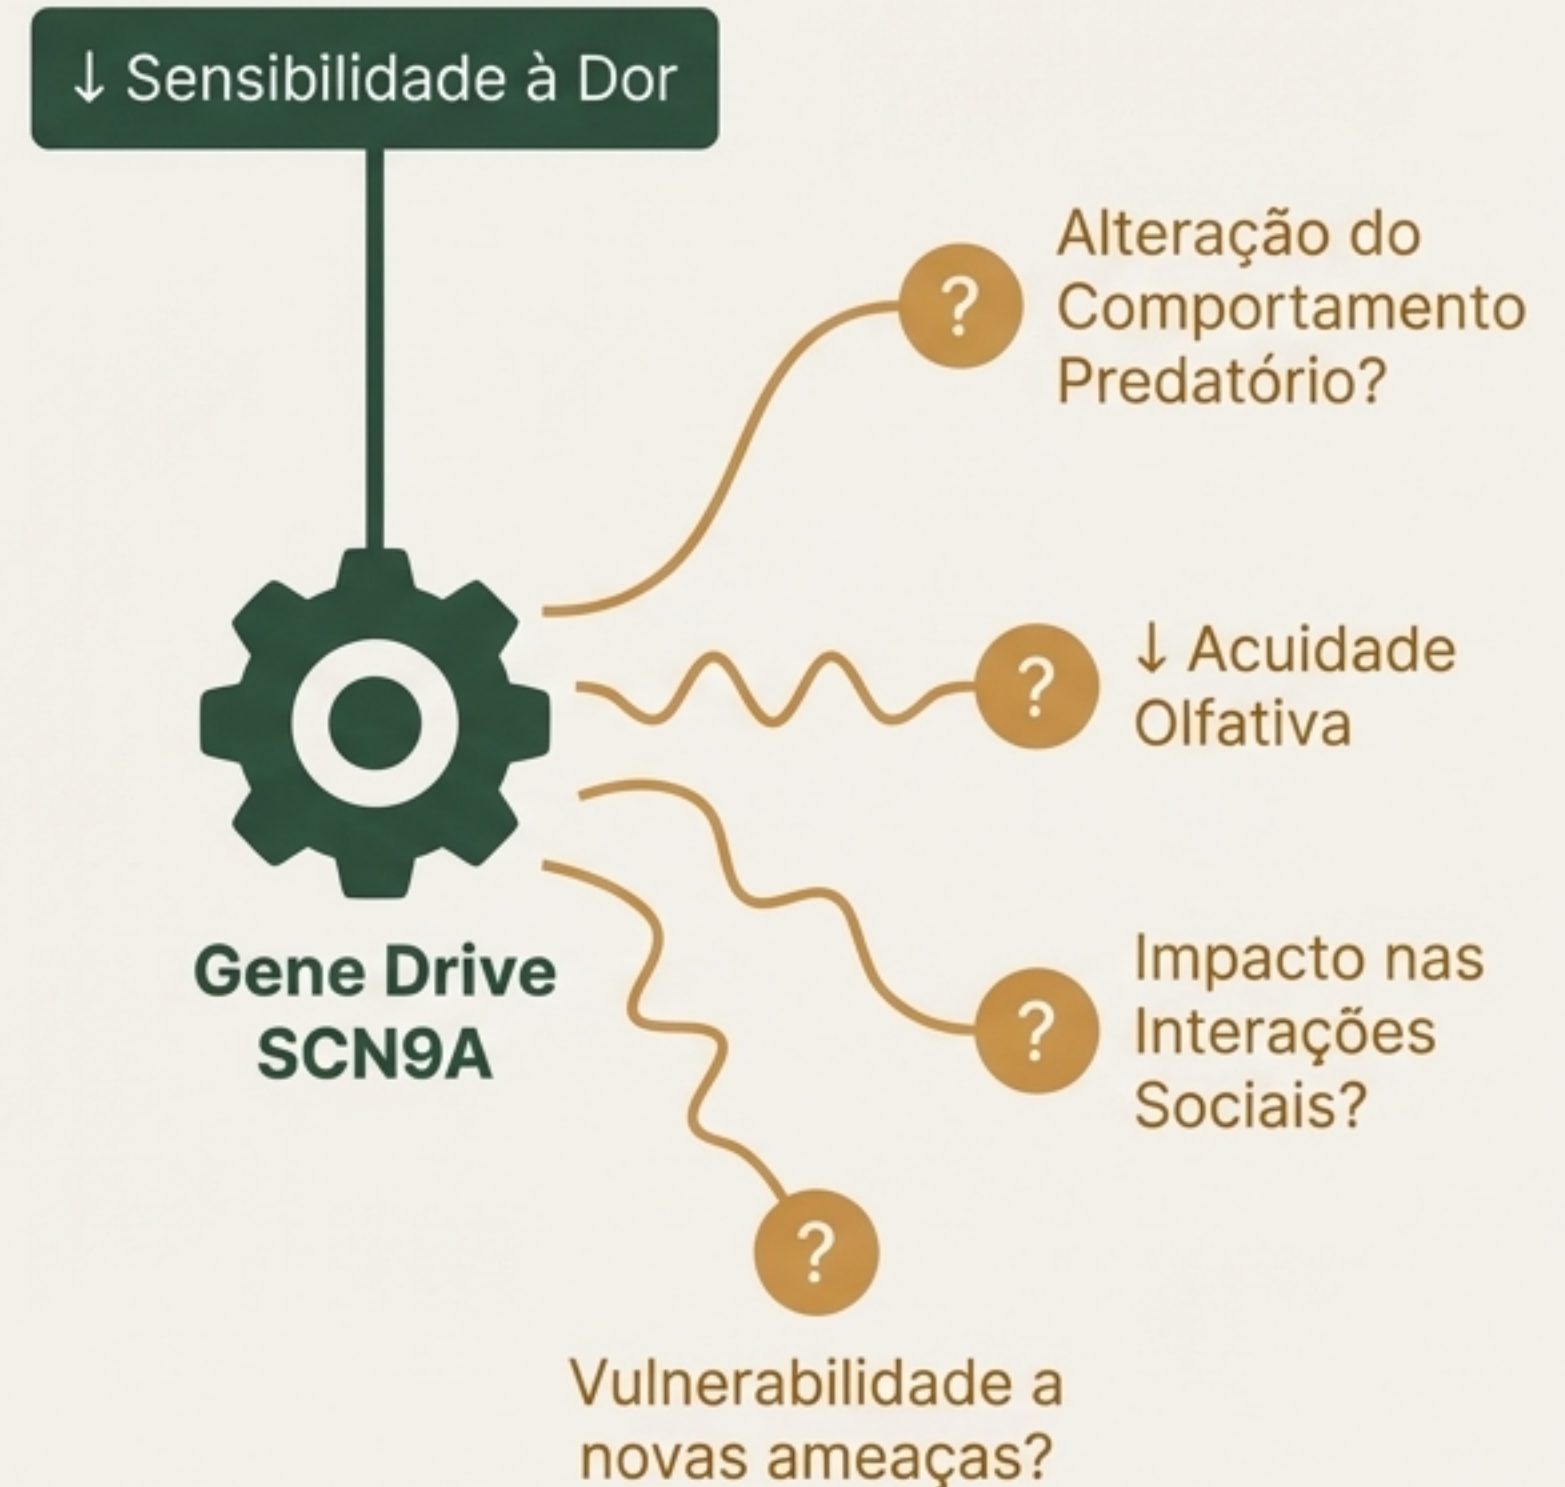 ↓ Sensibilidade à Dor
Alteração do
Comportamento
Predatório?
?
↓ Acuidade
Olfativa
?
Gene Drive
SCN9A
Impacto nas
Interações
Sociais?
?
?
Vulnerabilidade a
novas ameaças?